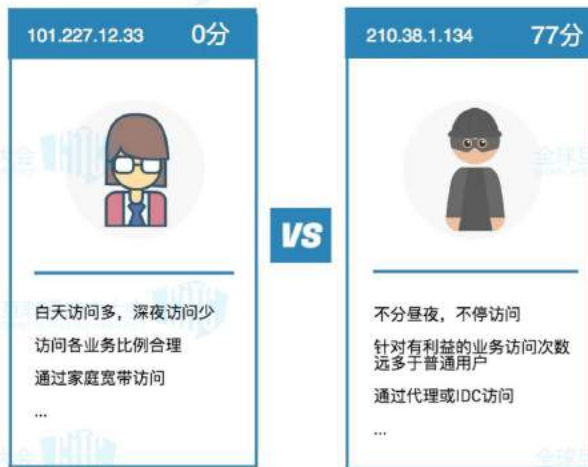 101.227.12.33 0分
白天访问多，深夜访问少
访问各业务比例合理
通过家庭宽带访问
...
VS
210.38.1.134 77分
不分昼夜，不停访问
针对有利益的业务访问次数
远多于普通用户
通过代理或IDC访问
...